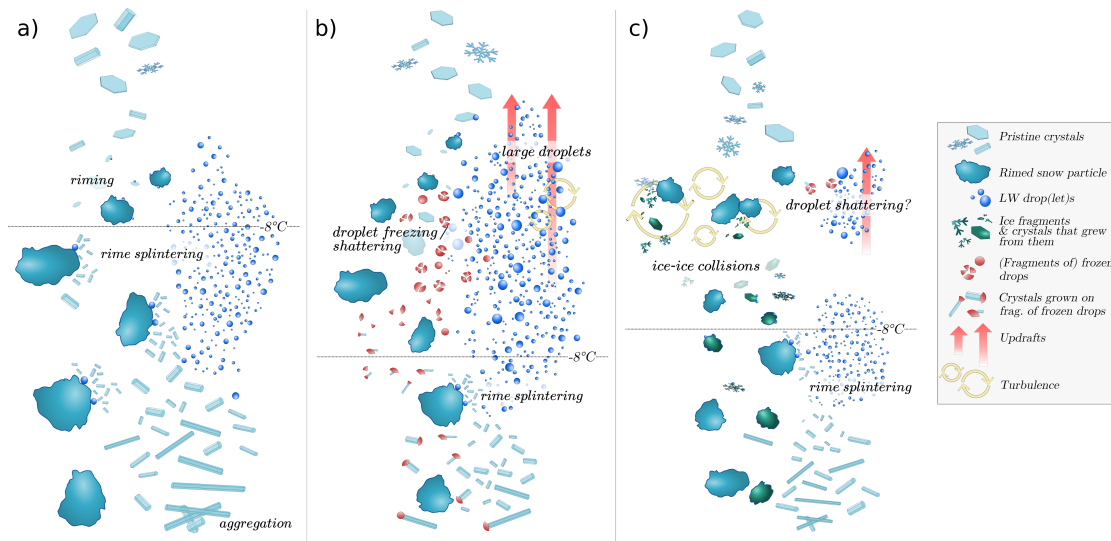 a)
riming
-8°C
rime splintering
aggregation
b)
large droplets
droplet freezing/
shattering
-8°C
rime splintering
c)
droplet shattering?
ice-ice collisions
-8°C
rime splintering
Pristine crystals
Rimed snow particle
LW drop(let)s
Ice fragments
& crystals that grew
from them
(Fragments of) frozen
drops
Crystals grown on
frag. of frozen drops
Updrafts
Turbulence